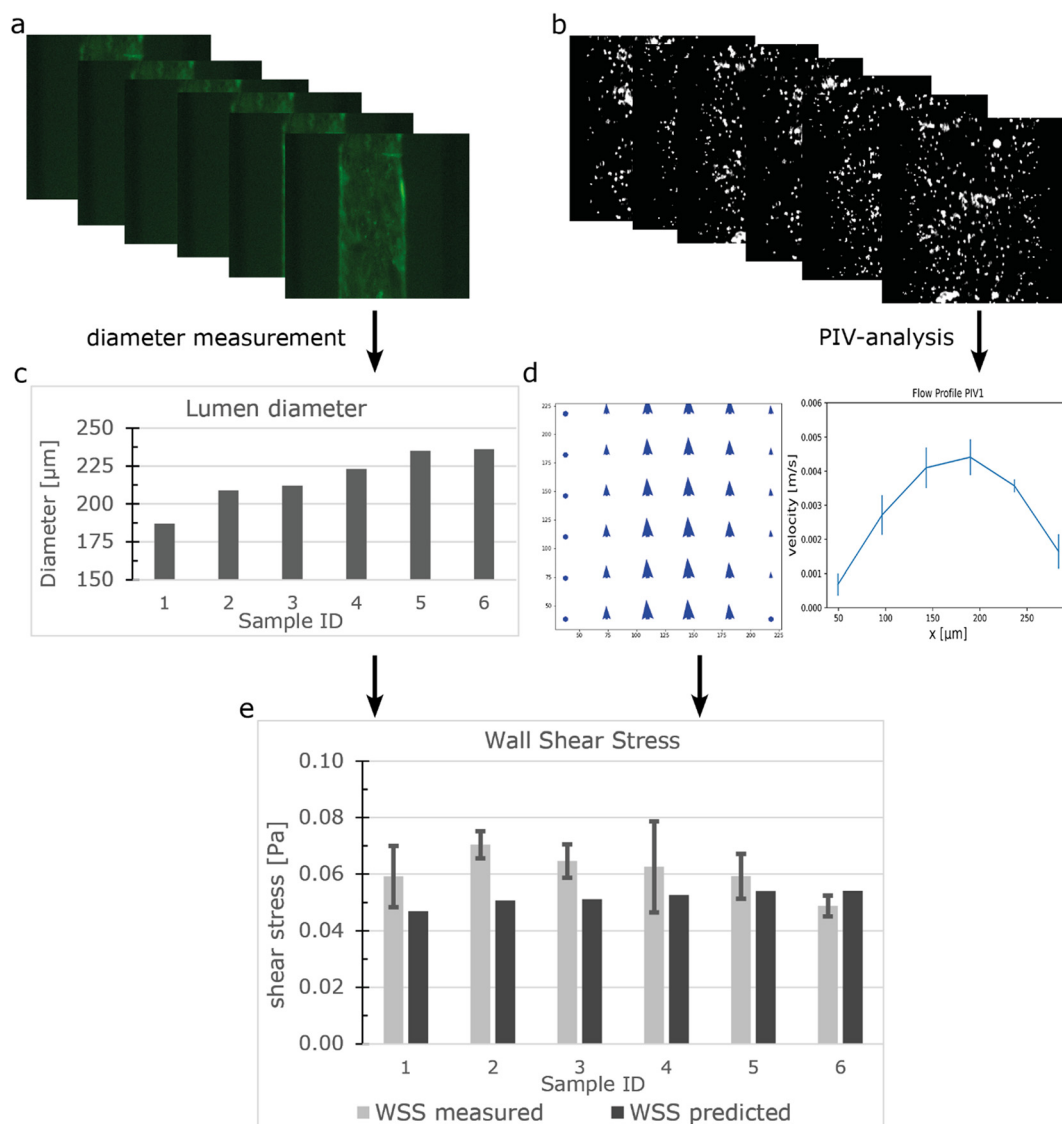 a
b
diameter measurement
PIV-analysis
c
Lumen diameter
Diameter [µm]
250
225
200
175
150
1 2 3 4 5 6
Sample ID
d
225
200
175
150
125
100
75
50
50 75 100 125 150 175 200 225
Flow Profile PIV1
velocity [m/s]
0.006
0.005
0.004
0.003
0.002
0.001
0.000
50 100 150 200 250
x [µm]
e
Wall Shear Stress
shear stress [Pa]
0.10
0.08
0.06
0.04
0.02
0.00
1 2 3 4 5 6
Sample ID
WSS measured WSS predicted